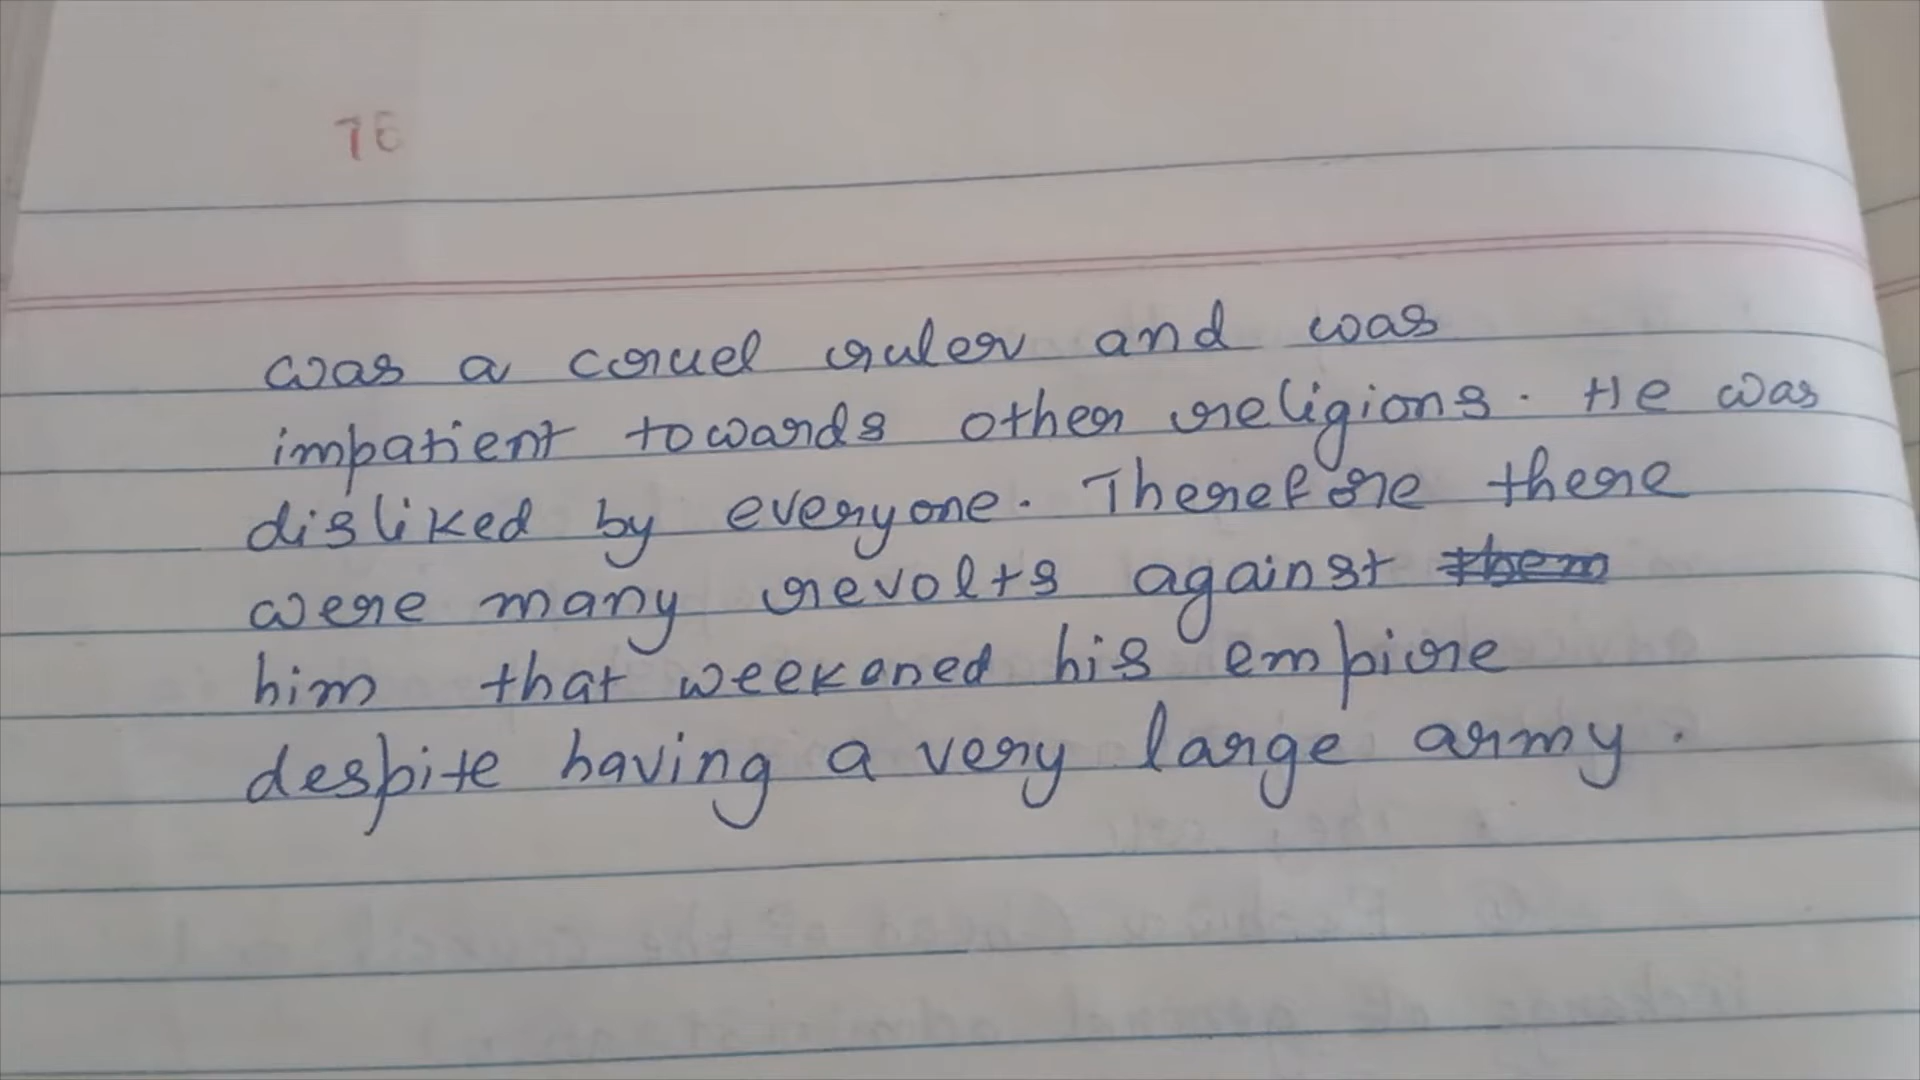 76
was a cruel ruler and was
impatient towards other religions. He was
disliked by everyone. Therefore there
were many revolts against them
him that weekened his empire
despite having a very large army.